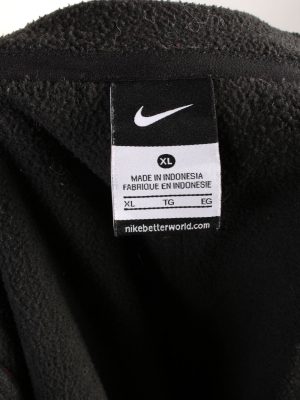 XL
MADE IN INDONESIA
FABRIQUE EN INDONESIE
XL TG EG
nikebetterworld.com